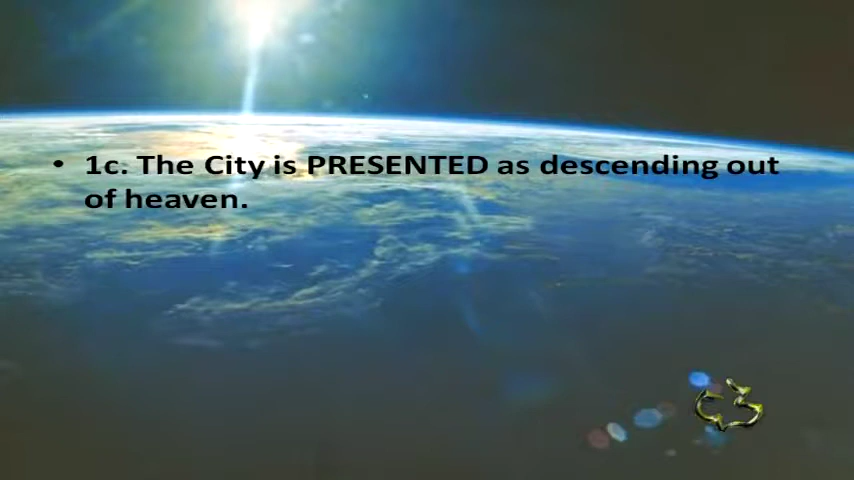 • 1c. The City is PRESENTED as descending out
of heaven.